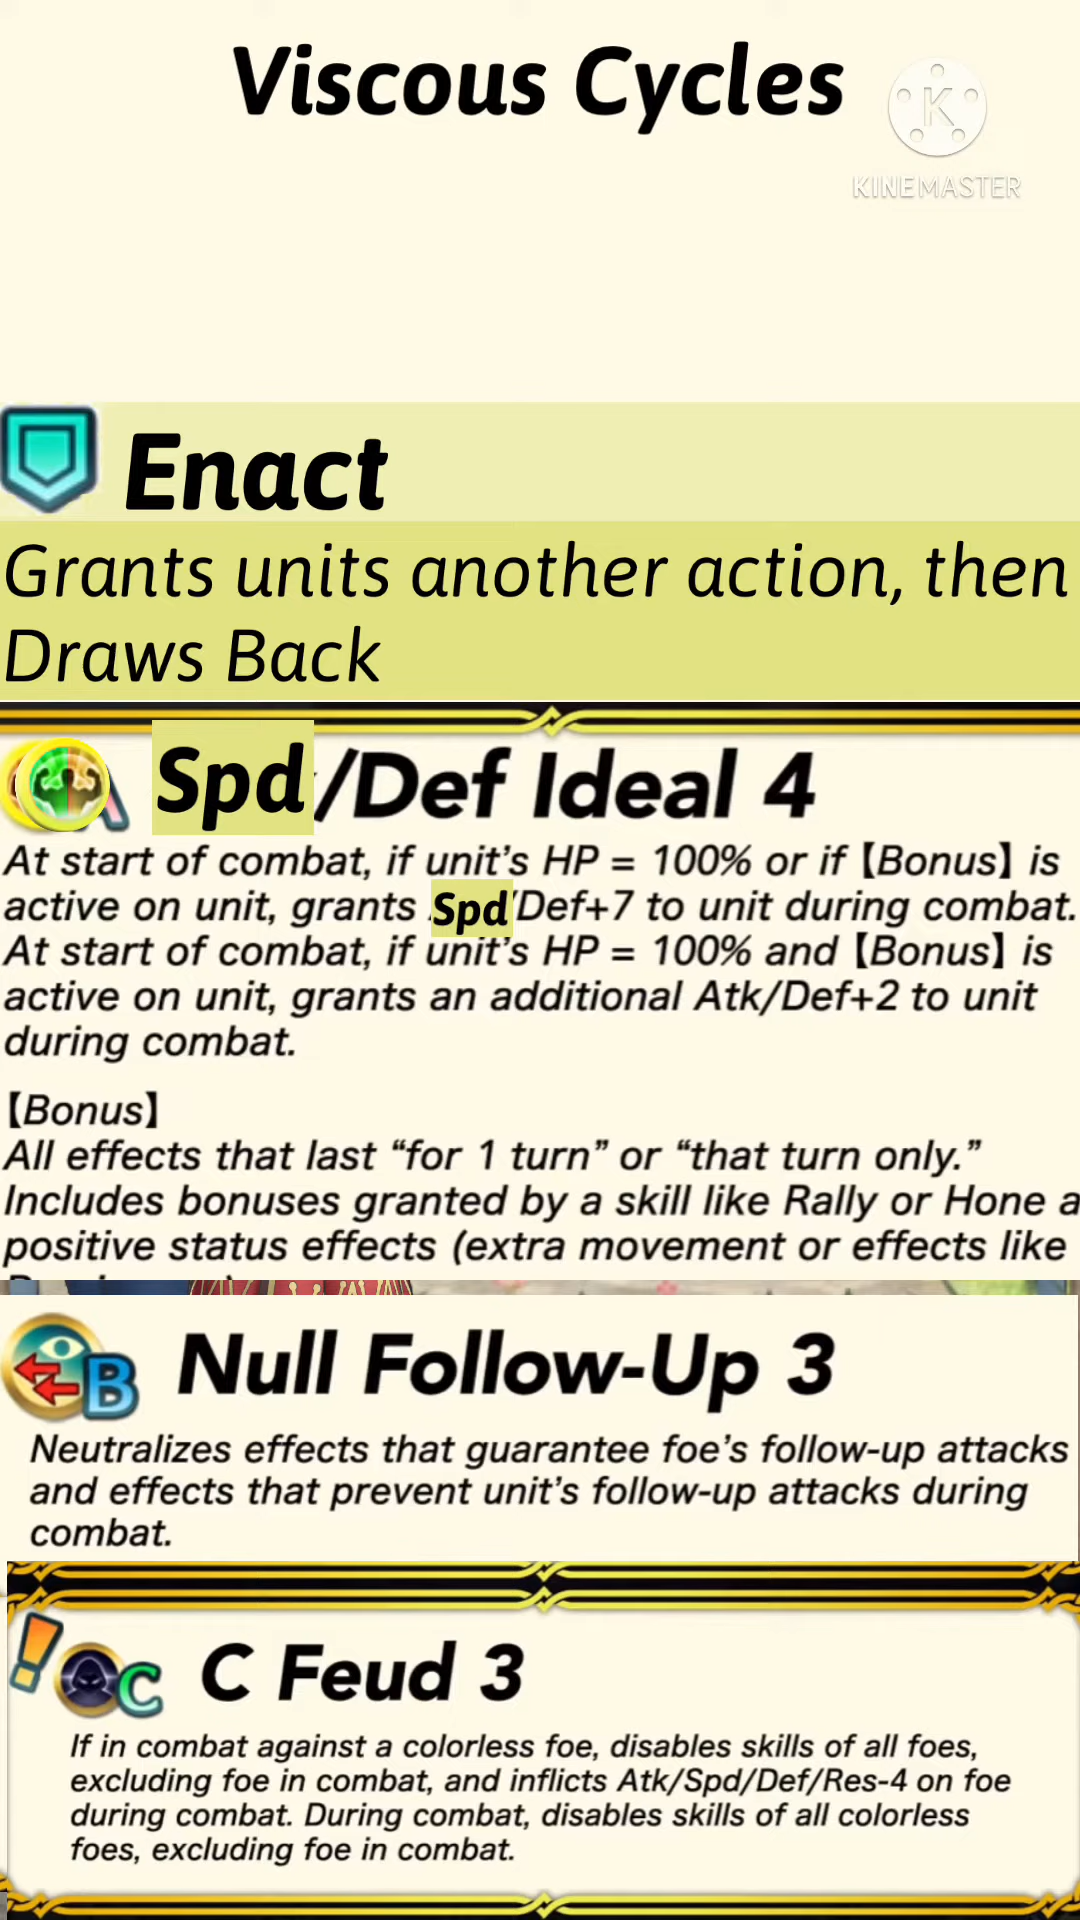 Viscous Cycles
K
KINEMASTER
Enact
Grants units another action, then
Draws Back
Spd/Def Ideal 4
At start of combat, if unit's HP = 100% or if【Bonus】is
active on unit, grants Spd/Def+7 to unit during combat.
At start of combat, if unit's HP = 100% and【Bonus】is
active on unit, grants an additional Atk/Def+2 to unit
during combat.
【Bonus】
All effects that last “for 1 turn” or “that turn only.”
Includes bonuses granted by a skill like Rally or Hone a
positive status effects (extra movement or effects like
B
Null Follow-Up 3
Neutralizes effects that guarantee foe's follow-up attacks
and effects that prevent unit's follow-up attacks during
combat.
C
C Feud 3
If in combat against a colorless foe, disables skills of all foes,
excluding foe in combat, and inflicts Atk/Spd/Def/Res-4 on foe
during combat. During combat, disables skills of all colorless
foes, excluding foe in combat.